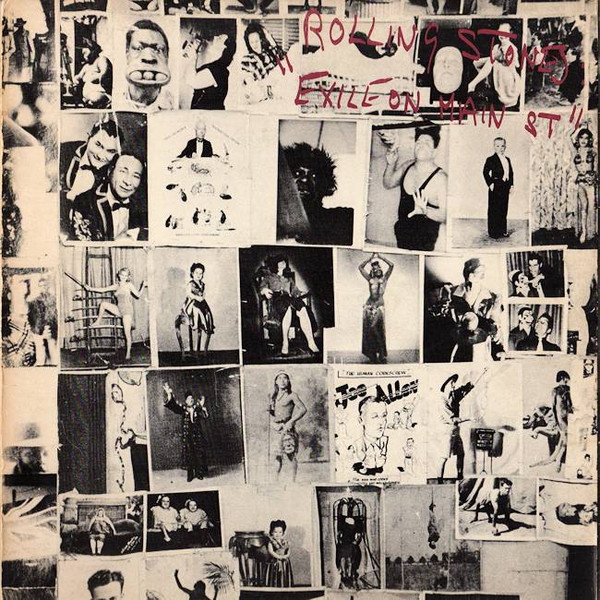 "ROLLING STONES
EXILE ON MAIN ST"
"THE HUMAN CORKSCREW"
JOE ALLEN